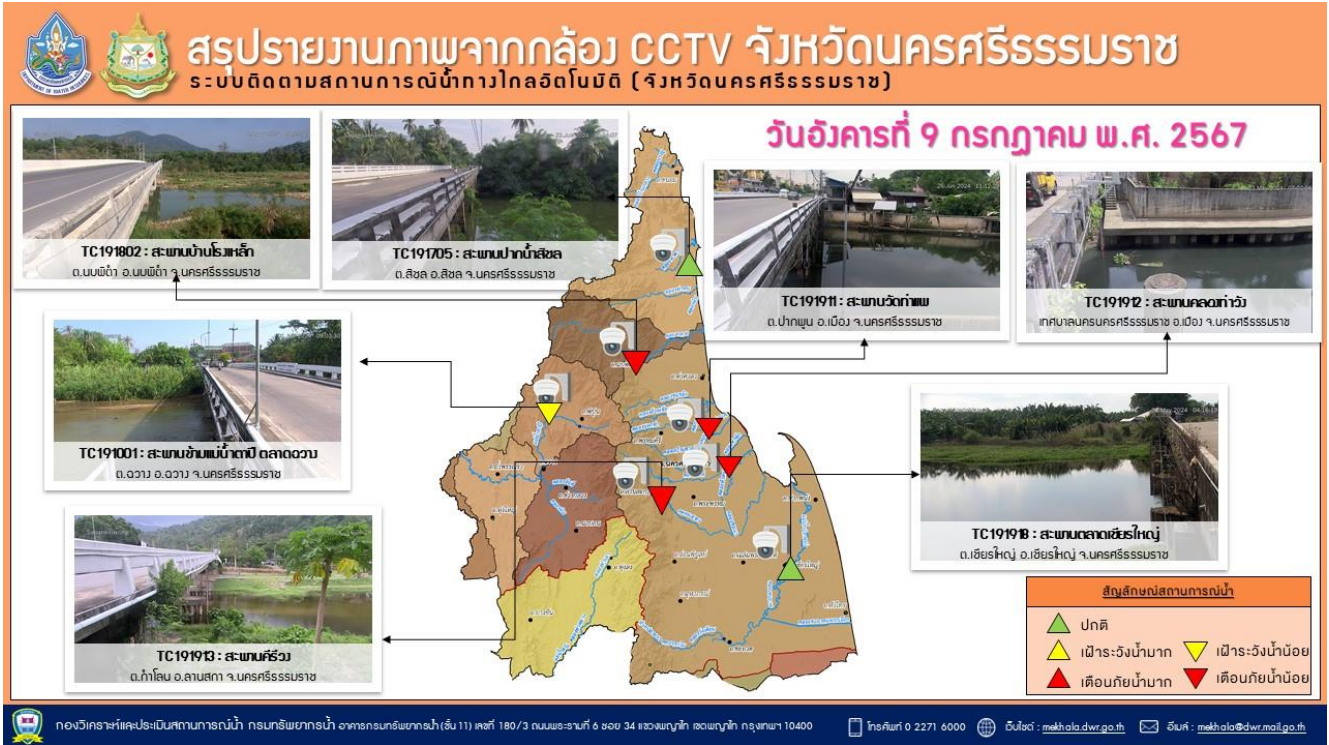 สรุปรายงานภาพจากกล้อง CCTV จังหวัดนครศรีธรรมราช
ระบบติดตามสถานการณ์น้ำทางไกลอัตโนมัติ (จังหวัดนครศรีธรรมราช)
วันอังคารที่ 9 กรกฎาคม พ.ศ. 2567
TC191802 : สะพานบ้านโรงเหล็ก
ต.นบพิตำ อ.นบพิตำ จ.นครศรีธรรมราช
TC191705 : สะพานปากน้ำสิชล
ต.สิชล อ.สิชล จ.นครศรีธรรมราช
TC191911 : สะพานวัดท่าแพ
ต.ปากพูน อ.เมือง จ.นครศรีธรรมราช
TC191912 : สะพานคลองท่าวัง
เทศบาลนครนครศรีธรรมราช อ.เมือง จ.นครศรีธรรมราช
TC191001 : สะพานข้ามแม่น้ำตาปี ตลาดฉวาง
ต.ฉวาง อ.ฉวาง จ.นครศรีธรรมราช
TC191918 : สะพานตลาดเชียรใหญ่
ต.เชียรใหญ่ อ.เชียรใหญ่ จ.นครศรีธรรมราช
TC191913 : สะพานคีรีวง
ต.กำโลน อ.ลานสกา จ.นครศรีธรรมราช
สัญลักษณ์สถานการณ์น้ำ
ปกติ
เฝ้าระวังน้ำมาก
เฝ้าระวังน้ำน้อย
เตือนภัยน้ำมาก
เตือนภัยน้ำน้อย
กองวิเคราะห์และประเมินสถานการณ์น้ำ กรมทรัพยากรน้ำ อาคารกรมทรัพยากรน้ำ (ชั้น 11) เลขที่ 180/3 ถนนพระรามที่ 6 ซอย 34 แขวงพญาไท เขตพญาไท กรุงเทพฯ 10400
โทรศัพท์ 0 2271 6000
เว็บไซต์ : mekhala.dwr.go.th
อีเมล์ : mekhala@dwr.mail.go.th